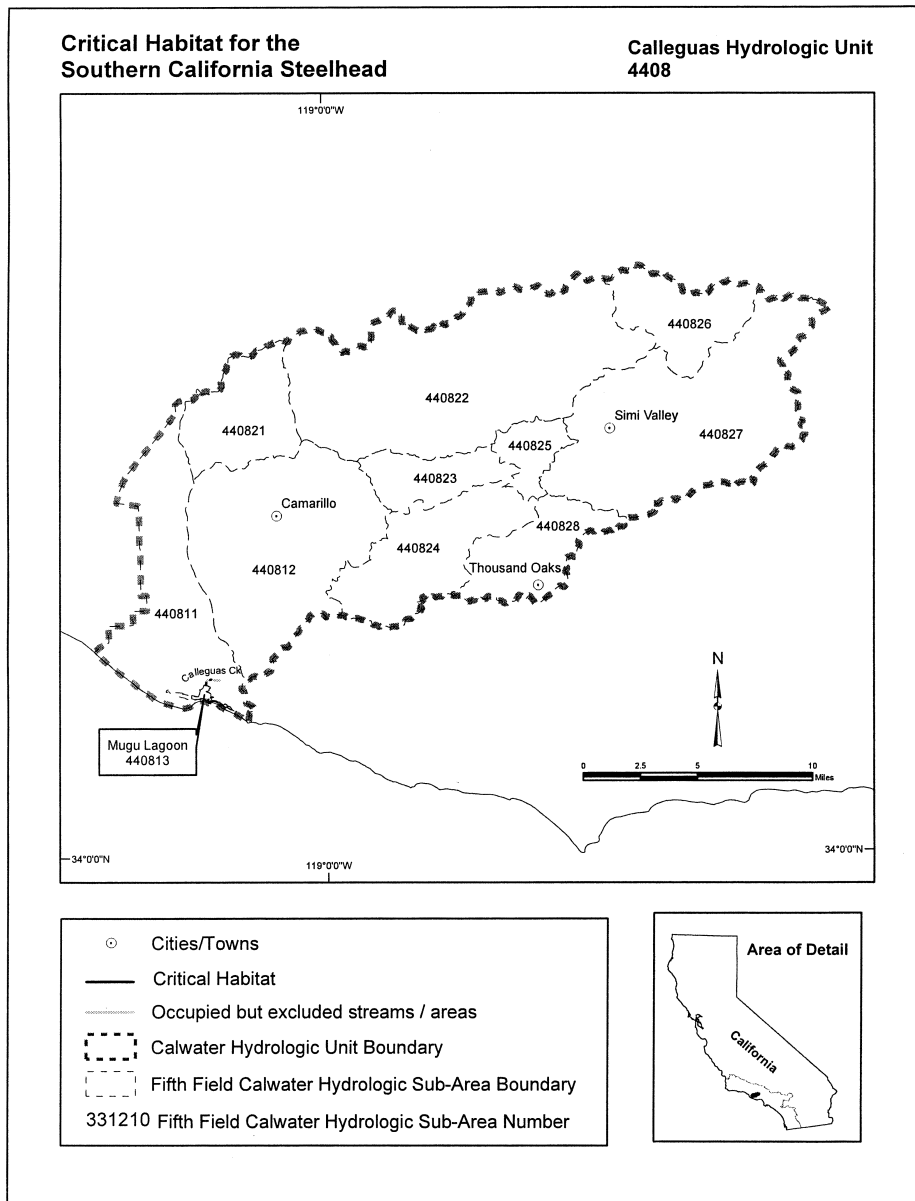 Critical Habitat for the
Southern California Steelhead
Calleguas Hydrologic Unit
4408
119°0'0"W
440826
440822
Simi Valley
440821
440827
440825
440823
Camarillo
440828
440824
Thousand Oaks
440812
440811
Calleguas Ck
N
Mugu Lagoon
440813
0 2.5 5 10
Miles
34°0'0"N
119°0'0"W
34°0'0"N
Cities/Towns
Critical Habitat
Occupied but excluded streams / areas
Calwater Hydrologic Unit Boundary
Fifth Field Calwater Hydrologic Sub-Area Boundary
331210 Fifth Field Calwater Hydrologic Sub-Area Number
Area of Detail
California